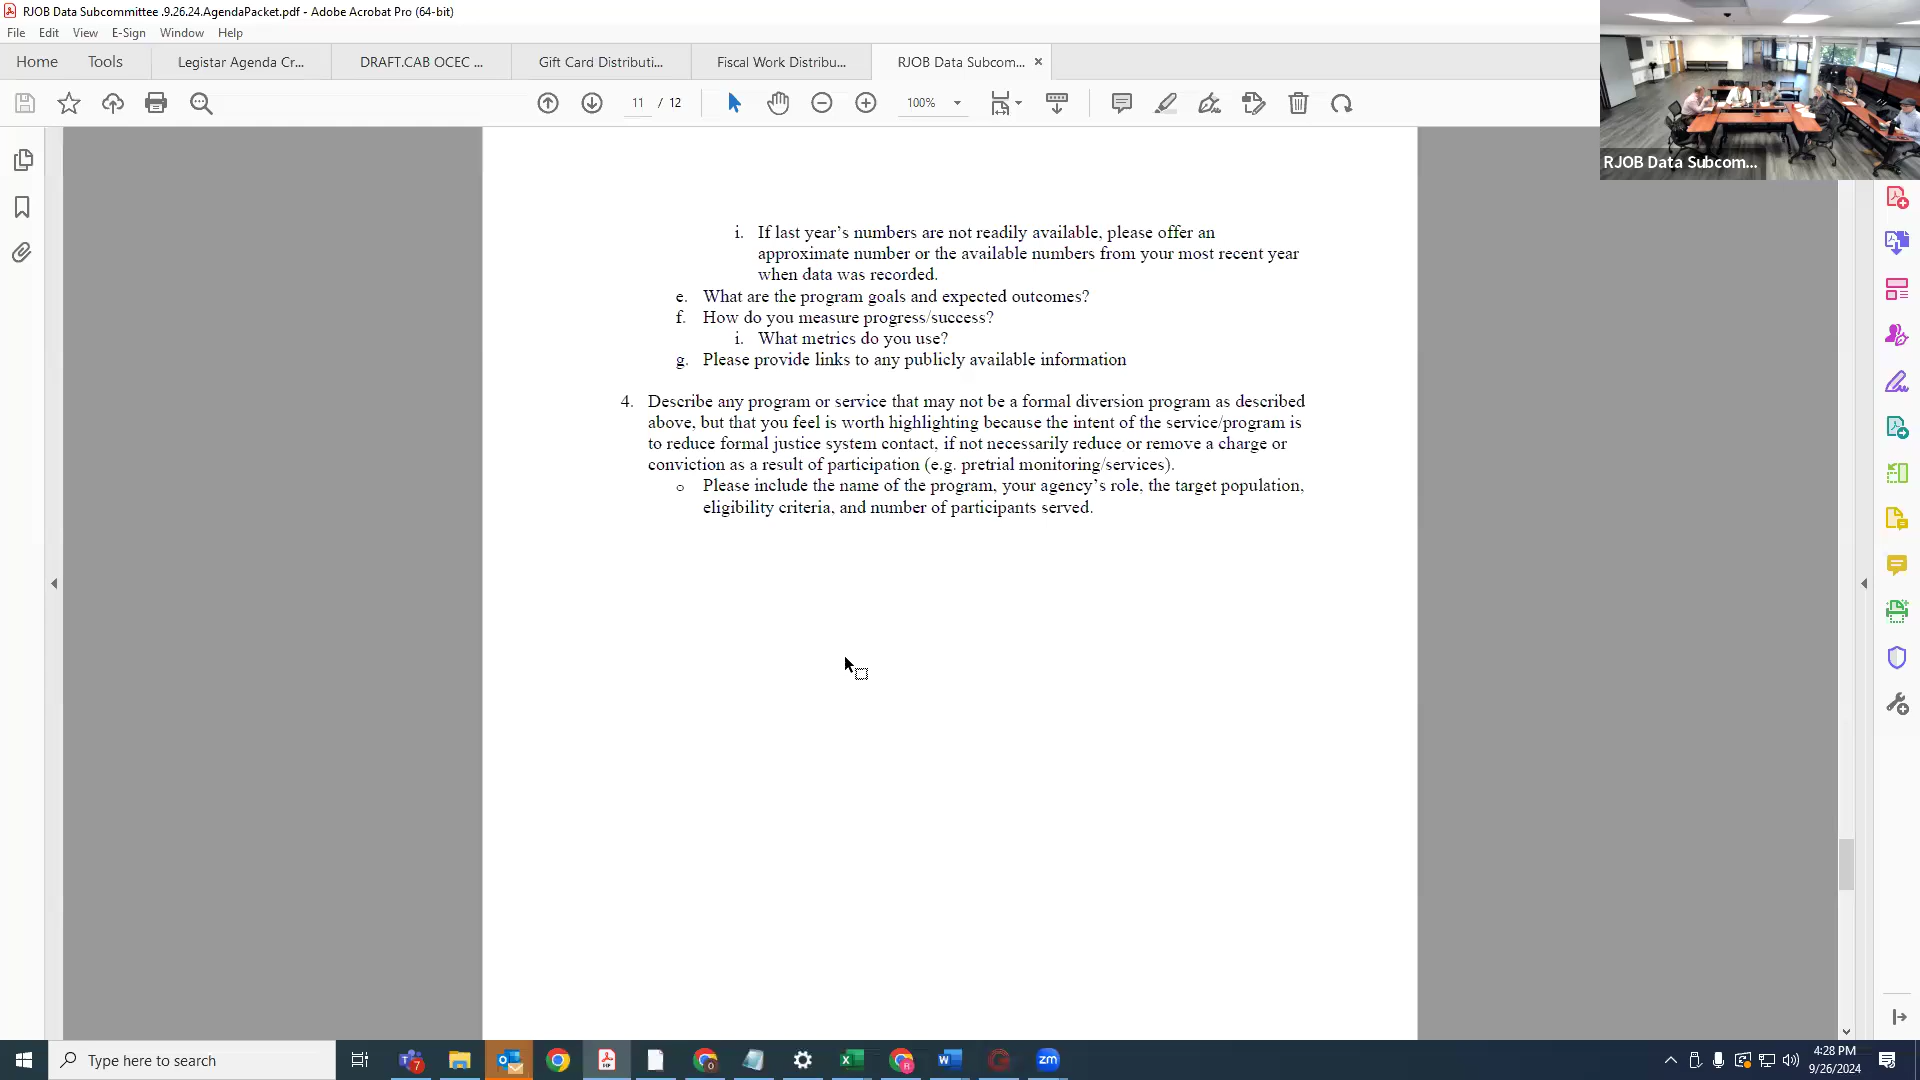 RJOB Data Subcommittee .9.26.24.AgendaPacket.pdf - Adobe Acrobat Pro (64-bit)
File Edit View E-Sign Window Help
Home Tools Legistar Agenda Cr... DRAFT.CAB OCEC ... Gift Card Distributi... Fiscal Work Distribu... RJOB Data Subcom... ×
11 / 12 100%
RJOB Data Subcom...
i. If last year’s numbers are not readily available, please offer an
approximate number or the available numbers from your most recent year
when data was recorded.
e. What are the program goals and expected outcomes?
f. How do you measure progress/success?
i. What metrics do you use?
g. Please provide links to any publicly available information
4. Describe any program or service that may not be a formal diversion program as described
above, but that you feel is worth highlighting because the intent of the service/program is
to reduce formal justice system contact, if not necessarily reduce or remove a charge or
conviction as a result of participation (e.g. pretrial monitoring/services).
o Please include the name of the program, your agency’s role, the target population,
eligibility criteria, and number of participants served.
Type here to search
7
zm
4:28 PM
9/26/2024